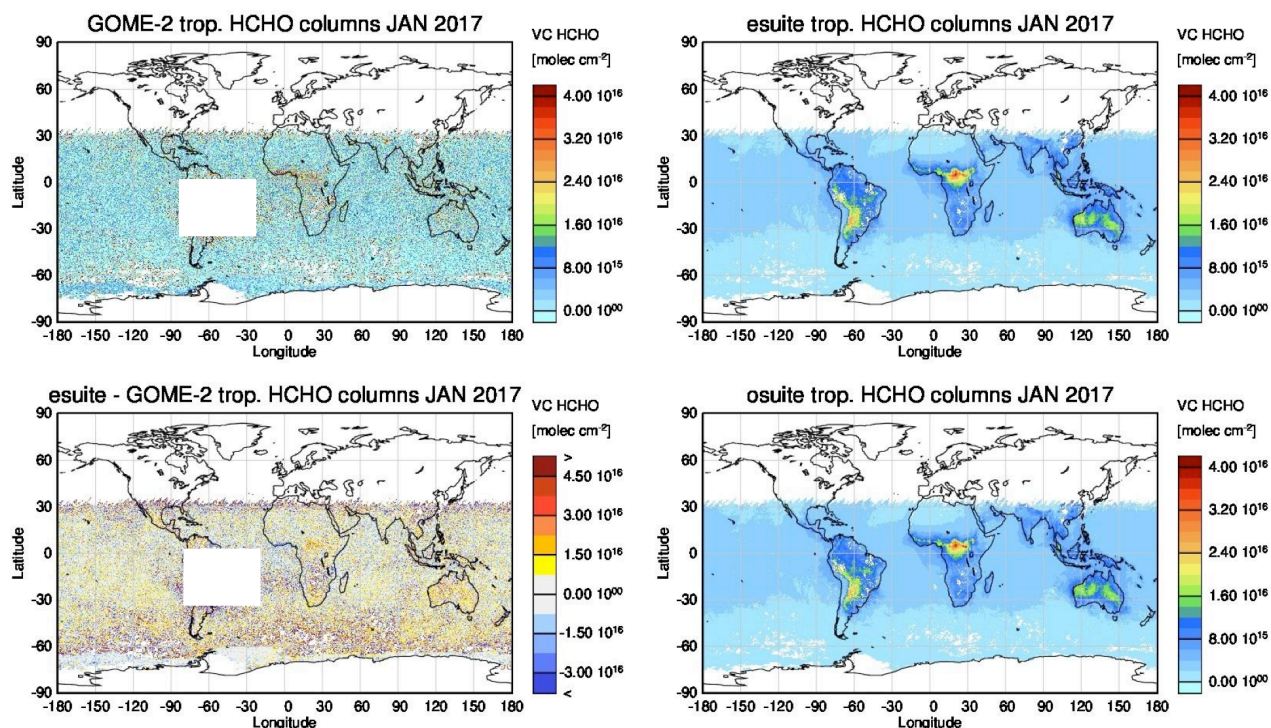 GOME-2 trop. HCHO columns JAN 2017
VC HCHO
[molec cm⁻²]
90
60
30
0
-30
-60
-90
Latitude
-180 -150 -120 -90 -60 -30 0 30 60 90 120 150 180
Longitude
4.00 10¹⁶
3.20 10¹⁶
2.40 10¹⁶
1.60 10¹⁶
8.00 10¹⁵
0.00 10⁰⁰
esuite trop. HCHO columns JAN 2017
VC HCHO
[molec cm⁻²]
90
60
30
0
-30
-60
-90
Latitude
-180 -150 -120 -90 -60 -30 0 30 60 90 120 150 180
Longitude
4.00 10¹⁶
3.20 10¹⁶
2.40 10¹⁶
1.60 10¹⁶
8.00 10¹⁵
0.00 10⁰⁰
esuite - GOME-2 trop. HCHO columns JAN 2017
VC HCHO
[molec cm⁻²]
90
60
30
0
-30
-60
-90
Latitude
-180 -150 -120 -90 -60 -30 0 30 60 90 120 150 180
Longitude
>
4.50 10¹⁶
3.00 10¹⁶
1.50 10¹⁶
0.00 10⁰⁰
-1.50 10¹⁶
-3.00 10¹⁶
<
osuite trop. HCHO columns JAN 2017
VC HCHO
[molec cm⁻²]
90
60
30
0
-30
-60
-90
Latitude
-180 -150 -120 -90 -60 -30 0 30 60 90 120 150 180
Longitude
4.00 10¹⁶
3.20 10¹⁶
2.40 10¹⁶
1.60 10¹⁶
8.00 10¹⁵
0.00 10⁰⁰